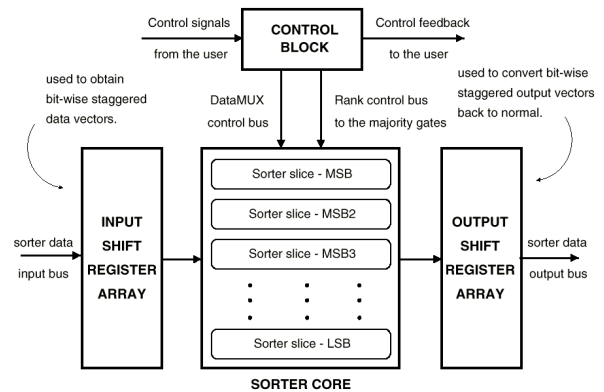 Control signals
from the user
CONTROL
BLOCK
Control feedback
to the user
used to obtain
bit-wise staggered
data vectors.
DataMUX
control bus
Rank control bus
to the majority gates
used to convert bit-wise
staggered output vectors
back to normal.
sorter data
input bus
INPUT
SHIFT
REGISTER
ARRAY
Sorter slice - MSB
Sorter slice - MSB2
Sorter slice - MSB3
Sorter slice - LSB
SORTER CORE
OUTPUT
SHIFT
REGISTER
ARRAY
sorter data
output bus